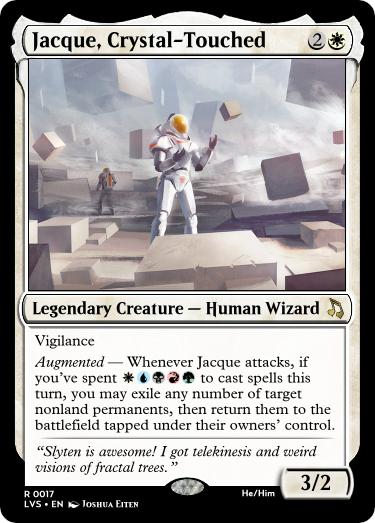 Jacque, Crystal-Touched 2
Legendary Creature — Human Wizard
Vigilance
Augmented — Whenever Jacque attacks, if
you've spent to cast spells this
turn, you may exile any number of target
nonland permanents, then return them to the
battlefield tapped under their owners' control.
"Slyten is awesome! I got telekinesis and weird
visions of fractal trees."
3/2
R 0017
LVS • EN Joshua Eiten
He/Him